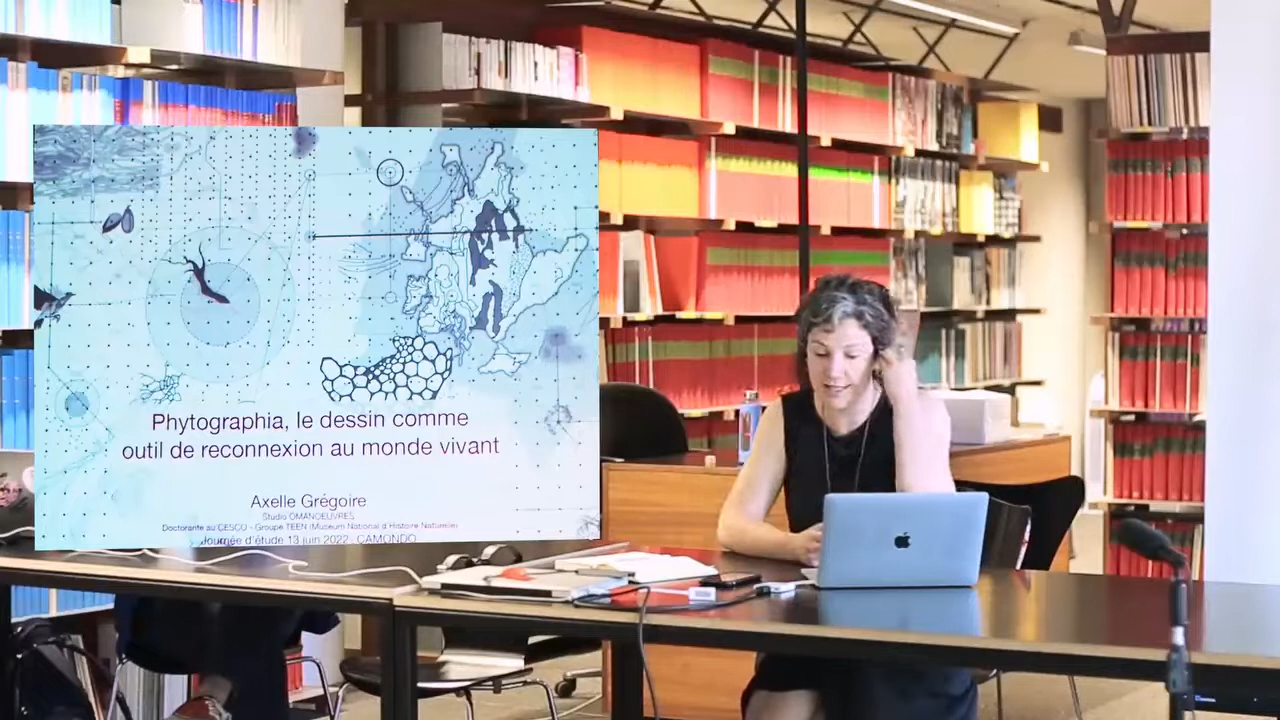 Phytographia, le dessin comme
outil de reconnexion au monde vivant
Axelle Grégoire
Studio OMANOEUVRES
Doctorante au CESCO - Groupe TEEN (Museum National d'Histoire Naturelle)
Journée d'étude 13 juin 2022 . CAMONDO